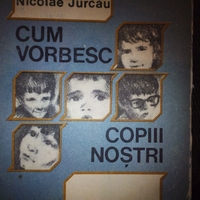 Nicolae Jurcău
CUM
VORBESC
COPIII
NOȘTRI